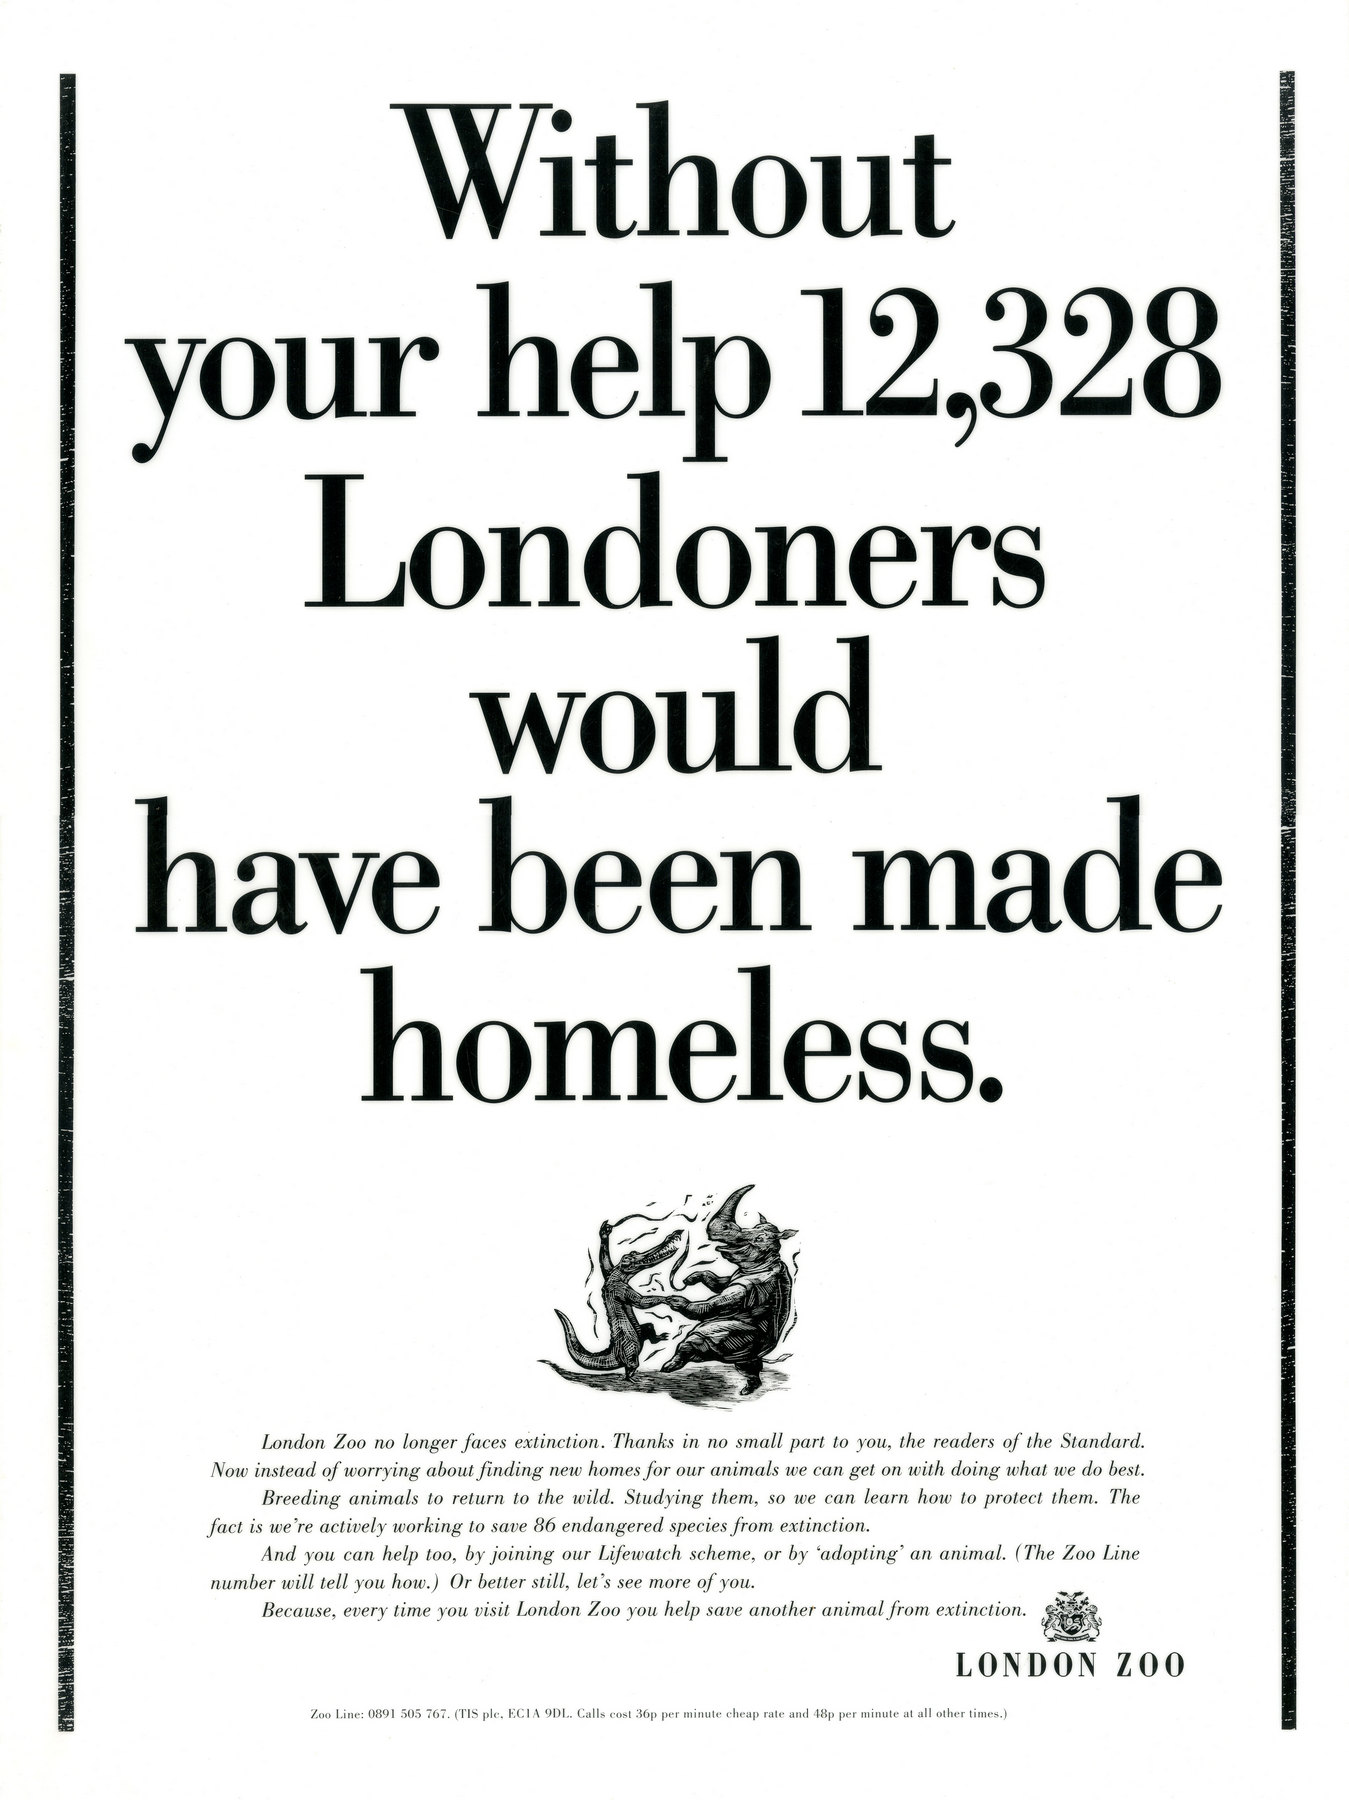 Without
your help 12,328
Londoners
would
have been made
homeless.
London Zoo no longer faces extinction. Thanks in no small part to you, the readers of the Standard.
Now instead of worrying about finding new homes for our animals we can get on with doing what we do best.
Breeding animals to return to the wild. Studying them, so we can learn how to protect them. The
fact is we're actively working to save 86 endangered species from extinction.
And you can help too, by joining our Lifewatch scheme, or by 'adopting' an animal. (The Zoo Line
number will tell you how.) Or better still, let's see more of you.
Because, every time you visit London Zoo you help save another animal from extinction.
LONDON ZOO
Zoo Line: 0891 505 767. (TIS plc, EC1A 9DL. Calls cost 36p per minute cheap rate and 48p per minute at all other times.)